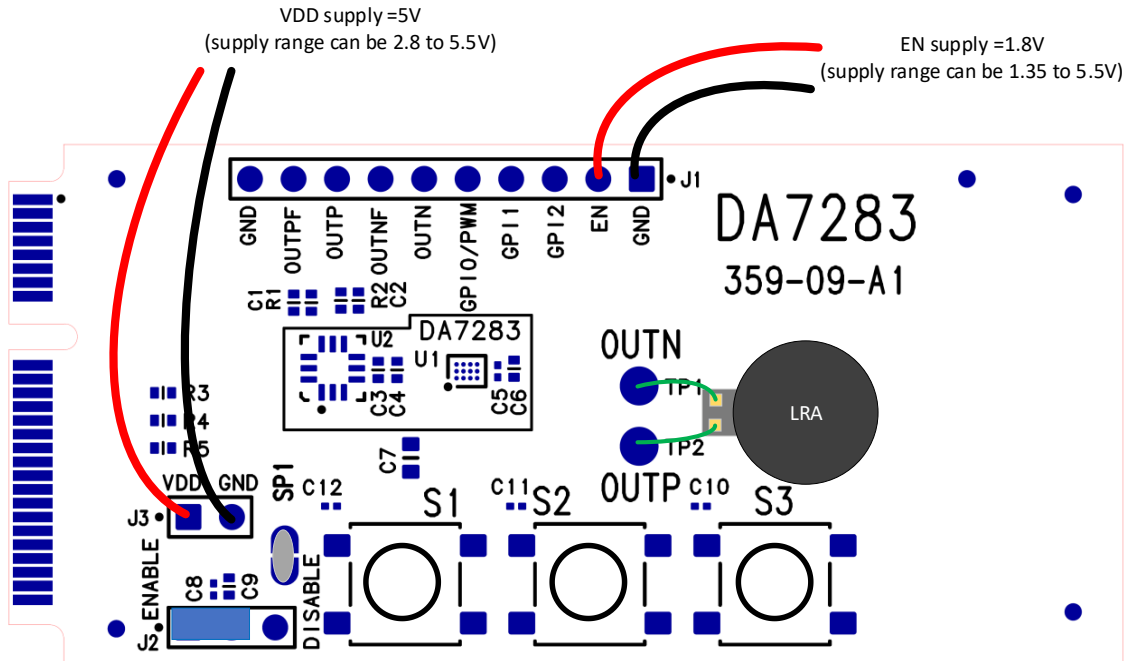 VDD supply =5V
(supply range can be 2.8 to 5.5V)
EN supply =1.8V
(supply range can be 1.35 to 5.5V)
J1
GND
OUTPF
OUTP
OUTNF
OUTN
GPIO/PWM
GPI1
GPI2
EN
GND
DA7283
359-09-A1
C1
R1
R2
C2
DA7283
U2
U1
C3
C4
C5
C6
OUTN
TP1
LRA
TP2
OUTP
R3
R4
R5
C7
VDD
GND
SP1
C12
S1
C11
S2
C10
S3
J3
ENABLE
C8
C9
DISABLE
J2